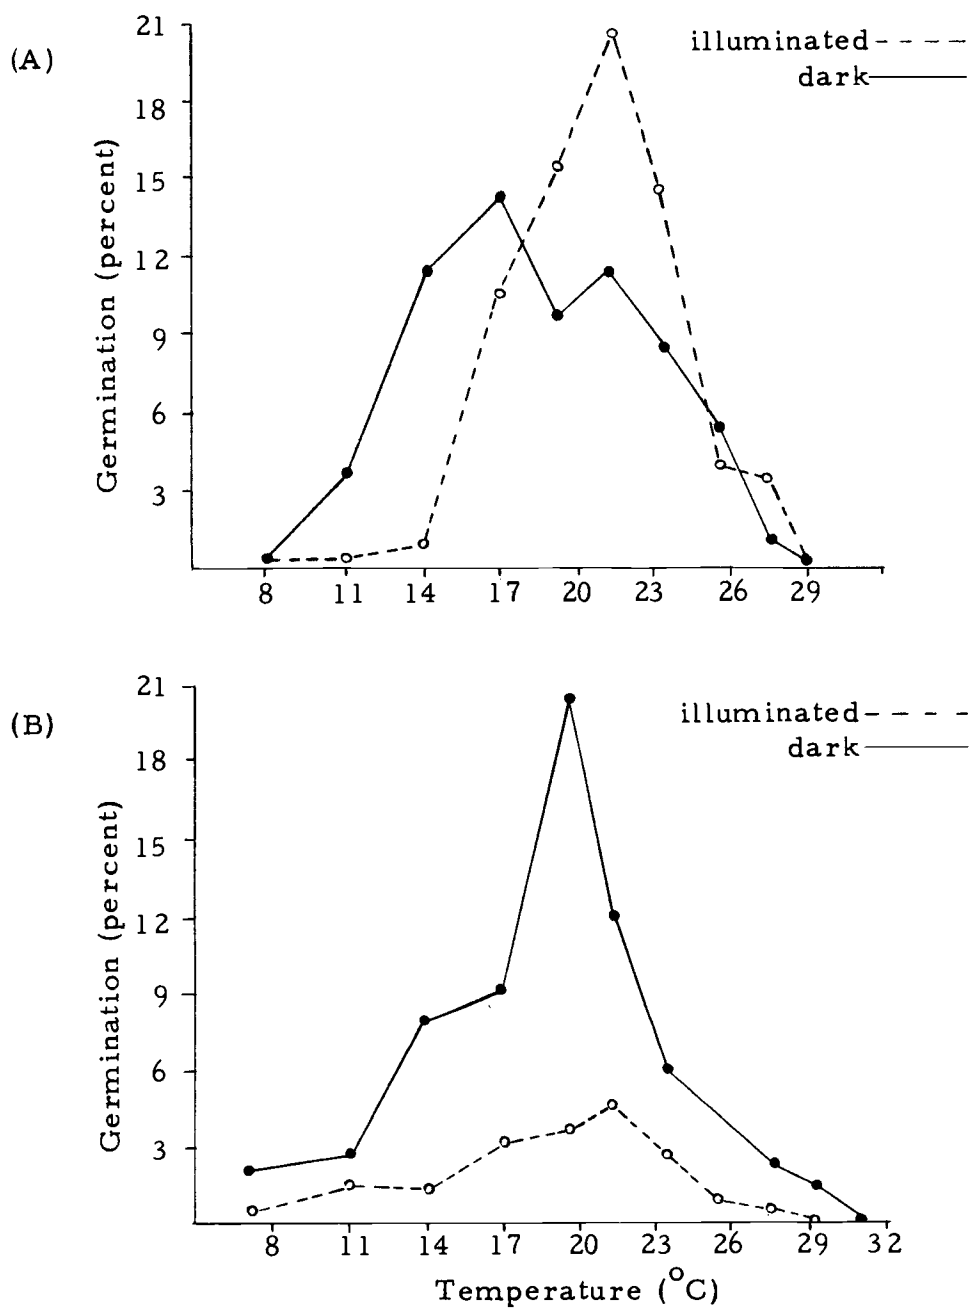 (A)
illuminated
dark
Germination (percent)
21
18
15
12
9
6
3
8 11 14 17 20 23 26 29
(B)
illuminated
dark
Germination (percent)
21
18
15
12
9
6
3
8 11 14 17 20 23 26 29 32
Temperature (°C)